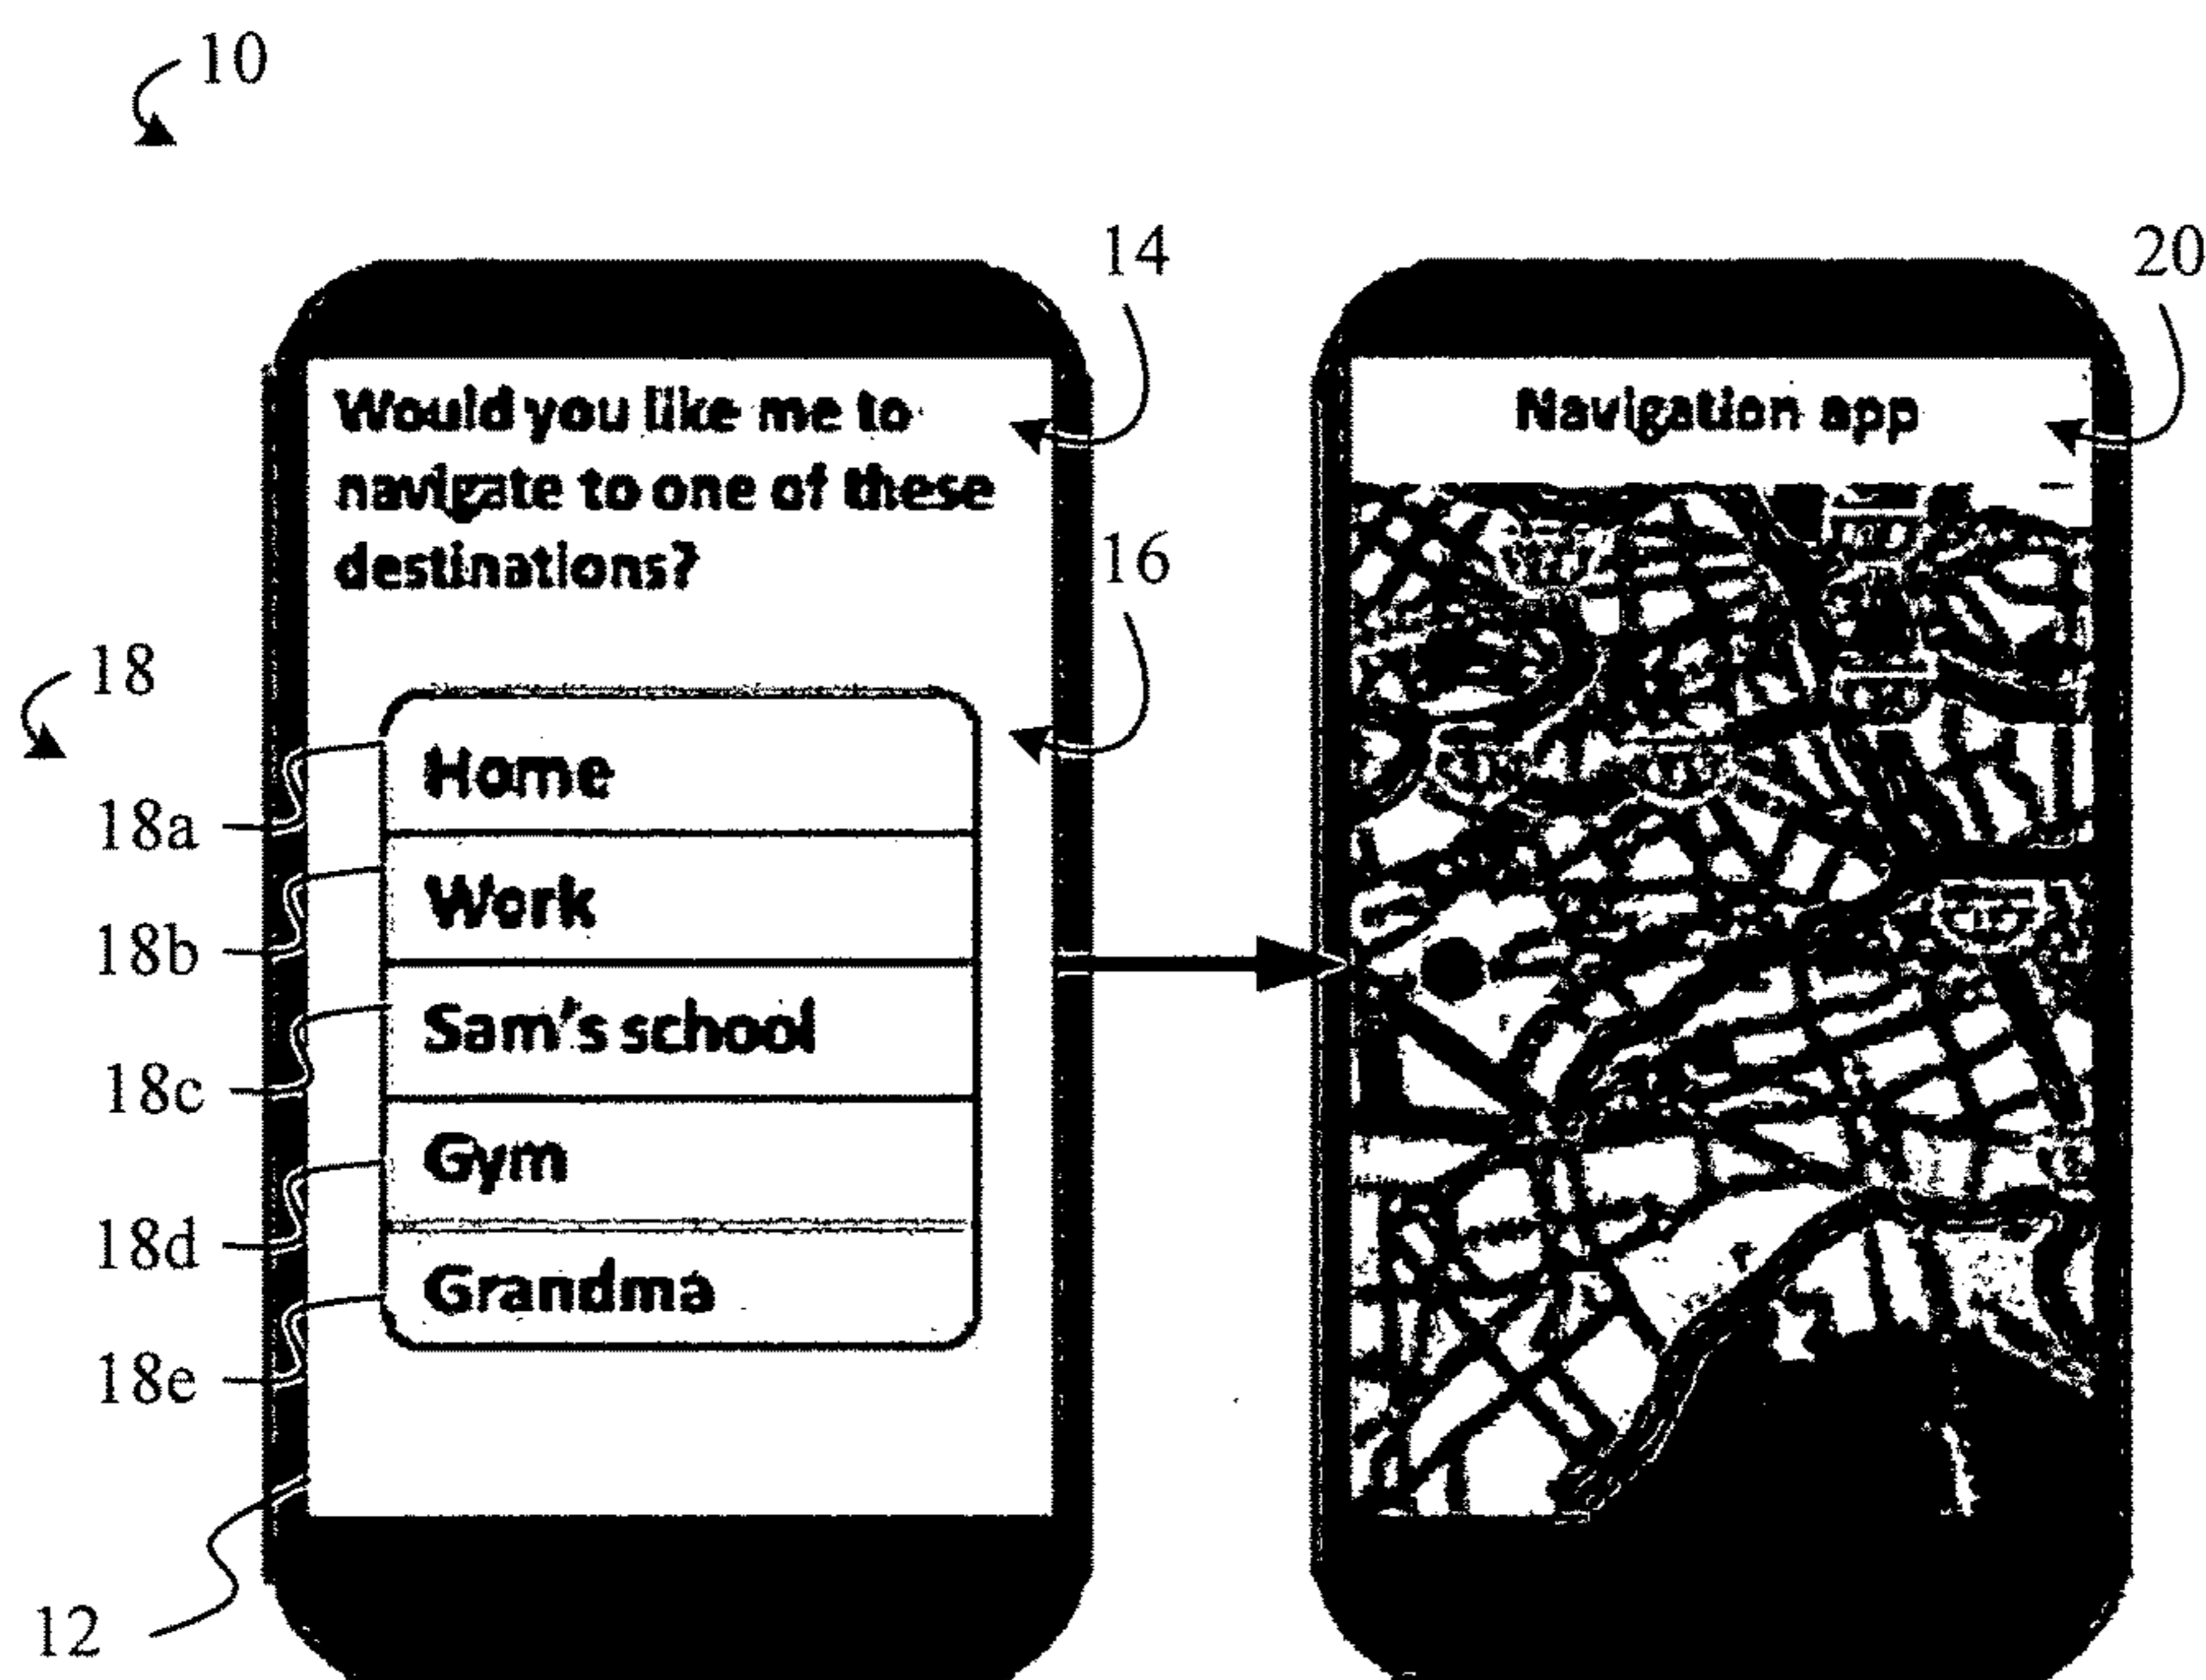 10
14
20
Would you like me to
navigate to one of these
destinations?
Navigation app
16
18
Home
18a
Work
18b
Sam's school
18c
Gym
18d
Grandma
18e
12